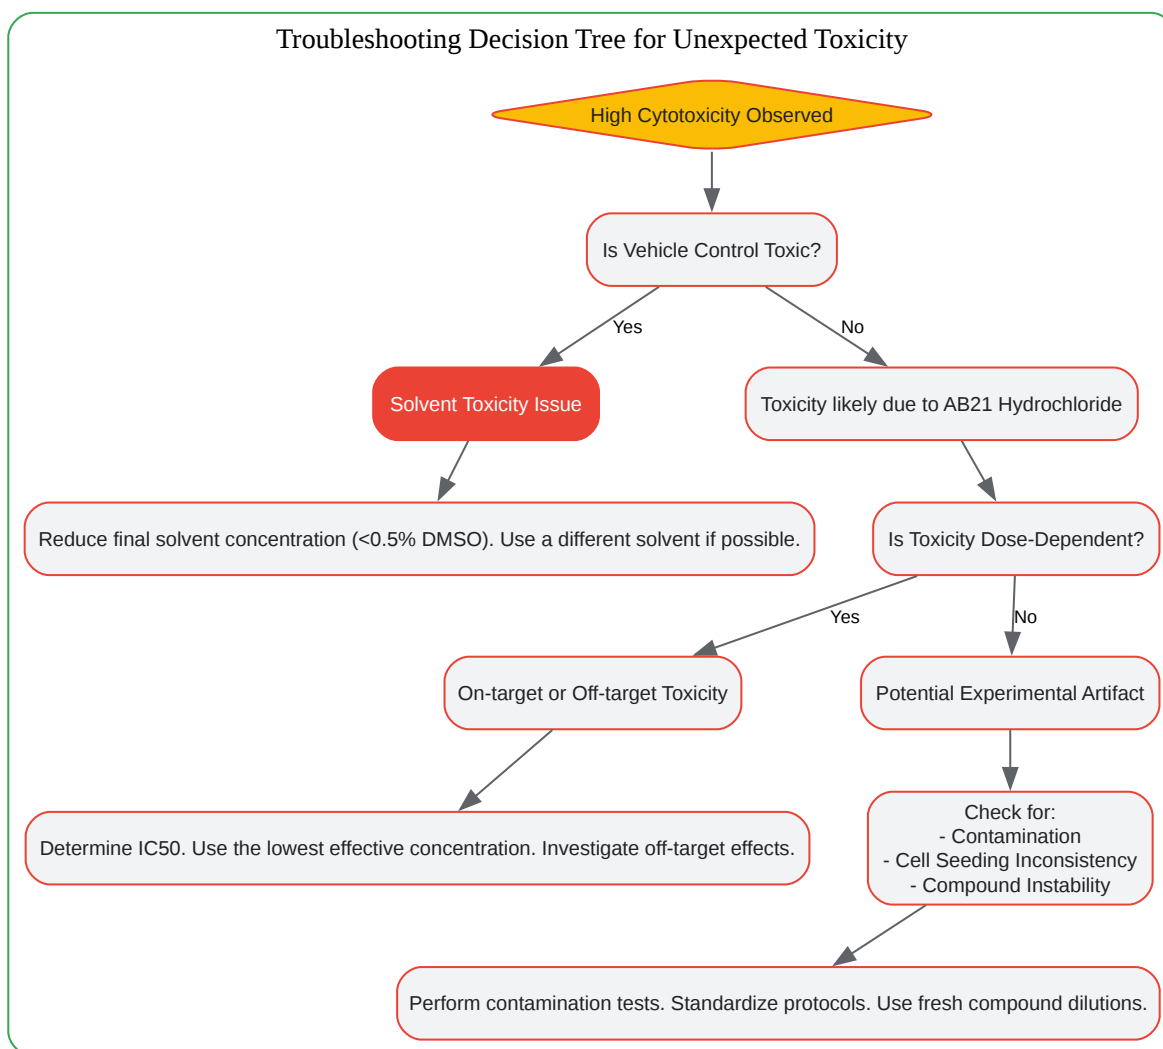 Troubleshooting Decision Tree for Unexpected Toxicity
High Cytotoxicity Observed
Is Vehicle Control Toxic?
Yes
No
Solvent Toxicity Issue
Toxicity likely due to AB21 Hydrochloride
Reduce final solvent concentration (<0.5% DMSO). Use a different solvent if possible.
Is Toxicity Dose-Dependent?
Yes
No
On-target or Off-target Toxicity
Potential Experimental Artifact
Determine IC50. Use the lowest effective concentration. Investigate off-target effects.
Check for:
- Contamination
- Cell Seeding Inconsistency
- Compound Instability
Perform contamination tests. Standardize protocols. Use fresh compound dilutions.